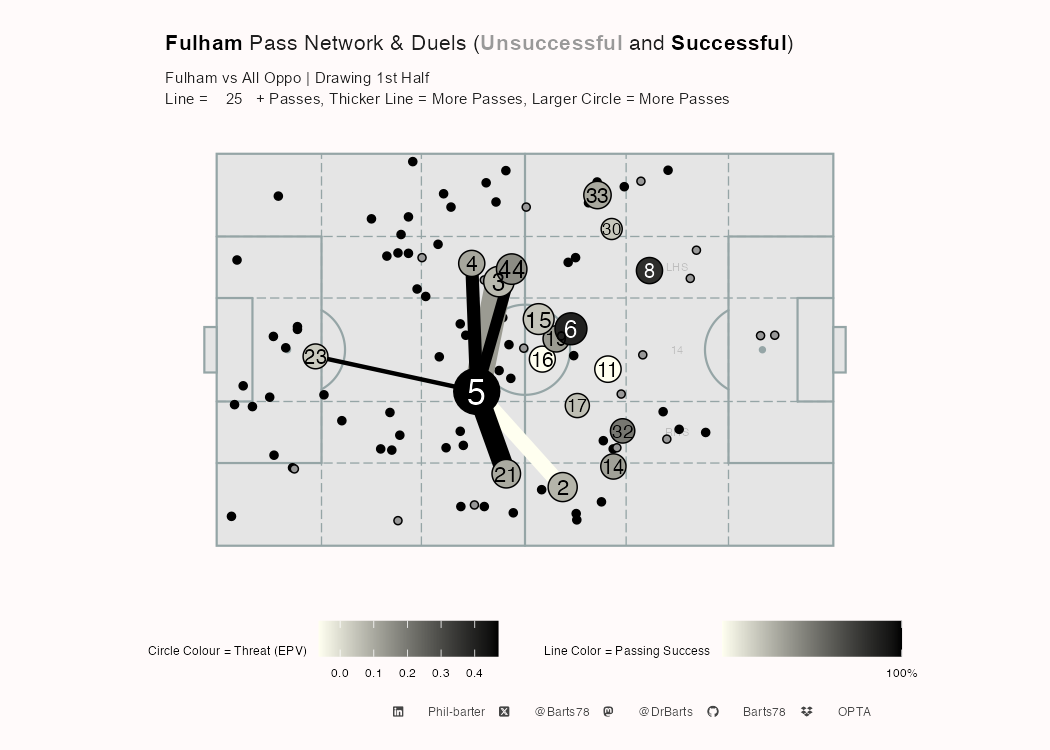 Fulham Pass Network & Duels (Unsuccessful and Successful)
Fulham vs All Oppo | Drawing 1st Half
Line = 25 + Passes, Thicker Line = More Passes, Larger Circle = More Passes
33
30
4
44
3
8
LHS
15
6
19
16
14
23
11
5
17
32
14
21
2
Circle Colour = Threat (EPV)
0.0 0.1 0.2 0.3 0.4
Line Color = Passing Success
100%
Phil-barter @Barts78 @DrBarts Barts78 OPTA